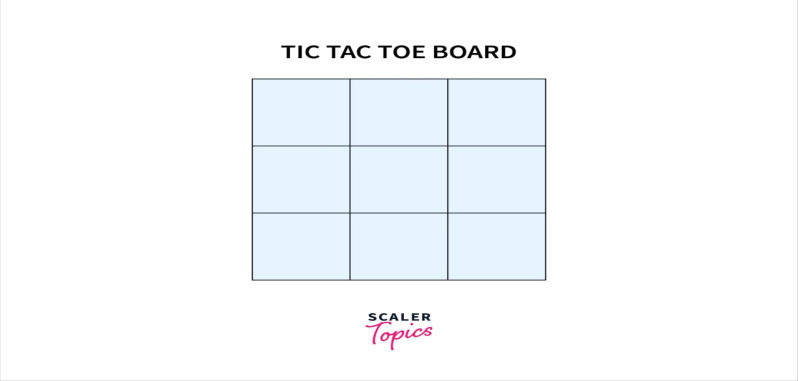 TIC TAC TOE BOARD
SCALER
Topics